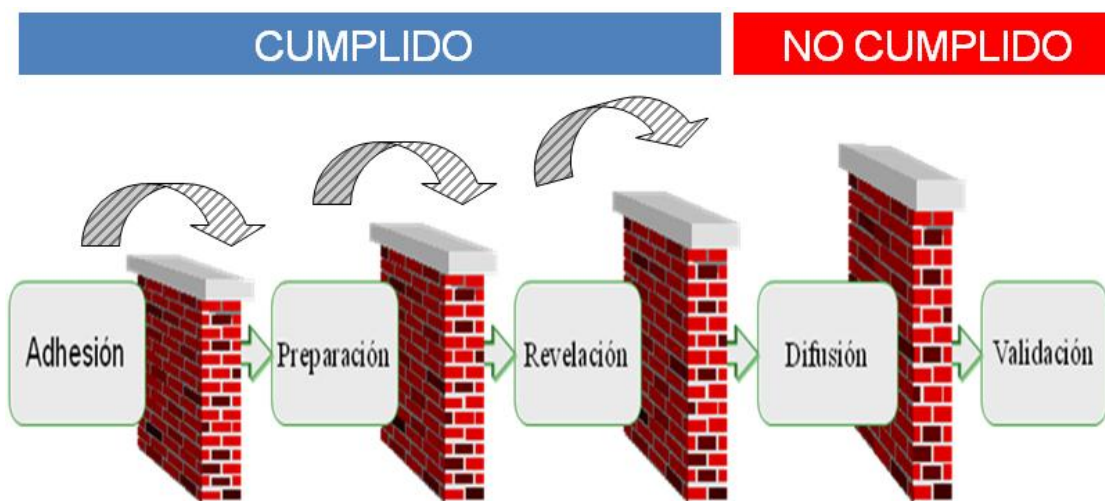 CUMPLIDO
NO CUMPLIDO
Adhesión
Preparación
Revelación
Difusión
Validación